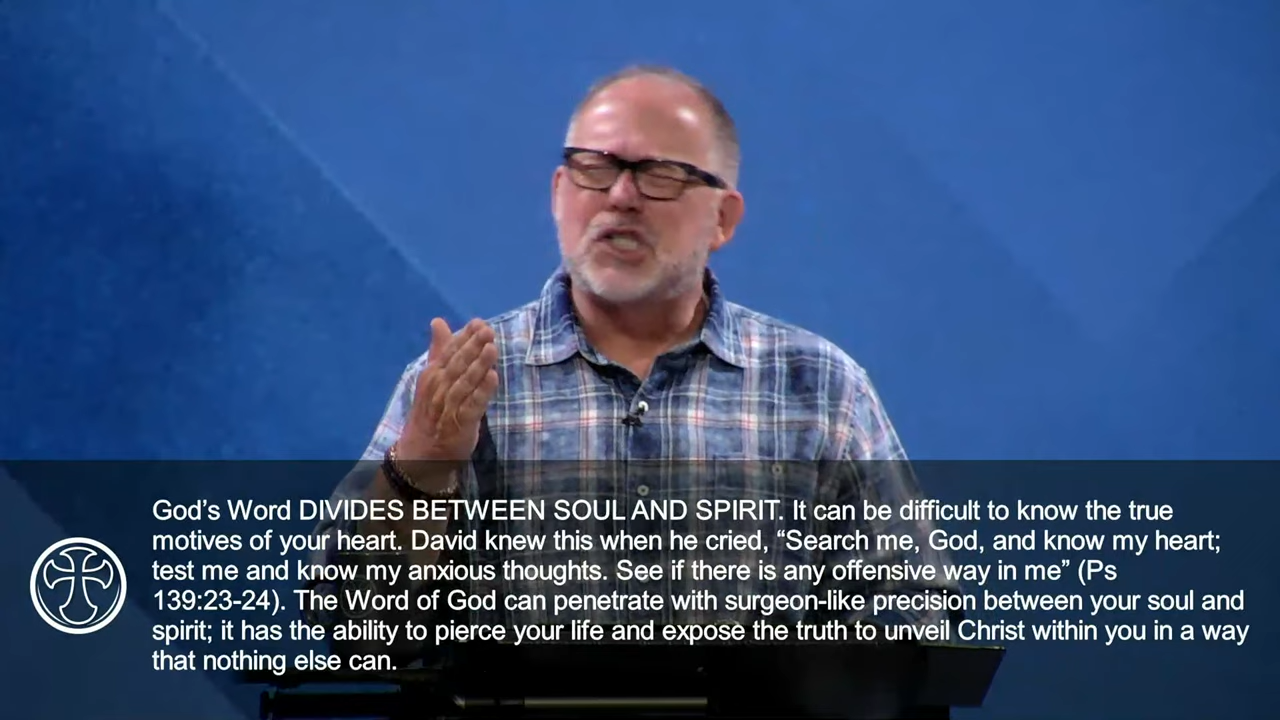 God’s Word DIVIDES BETWEEN SOUL AND SPIRIT. It can be difficult to know the true
motives of your heart. David knew this when he cried, “Search me, God, and know my heart;
test me and know my anxious thoughts. See if there is any offensive way in me” (Ps
139:23-24). The Word of God can penetrate with surgeon-like precision between your soul and
spirit; it has the ability to pierce your life and expose the truth to unveil Christ within you in a way
that nothing else can.